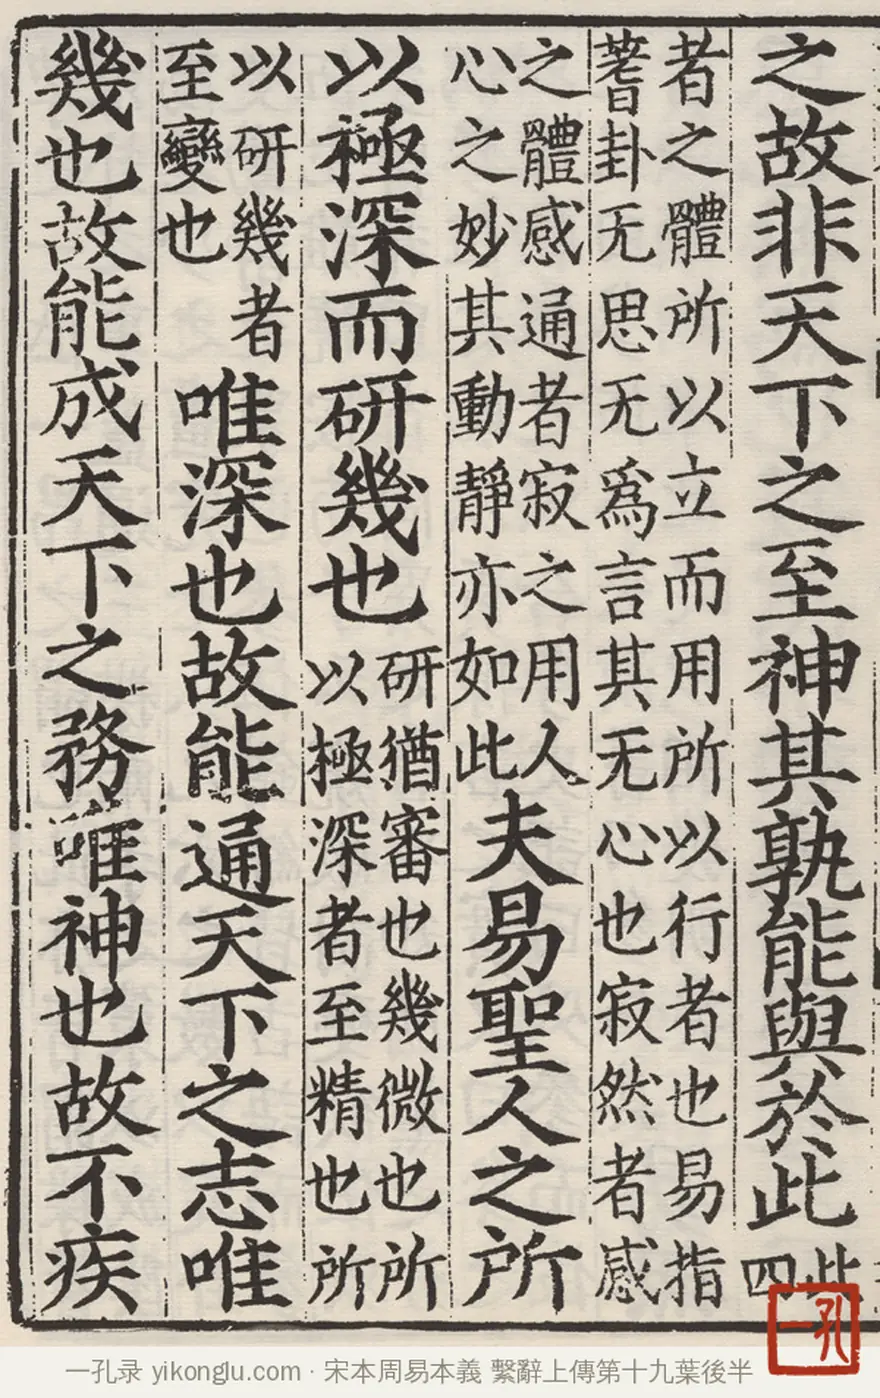 之故非天下之至神其孰能與於此此
四
者之體所以立而用所以行者也易指
蓍卦无思无爲言其无心也寂然者感
之體感通者寂之用人
心之妙其動靜亦如此
夫易聖人之所
以極深而研幾也
研猶審也幾微也所
以極深者至精也所
以研幾者
至變也
唯深也故能通天下之志唯
幾也故能成天下之務唯神也故不疾
一孔
一孔录 yikonglu.com · 宋本周易本義 繫辭上傳第十九葉後半